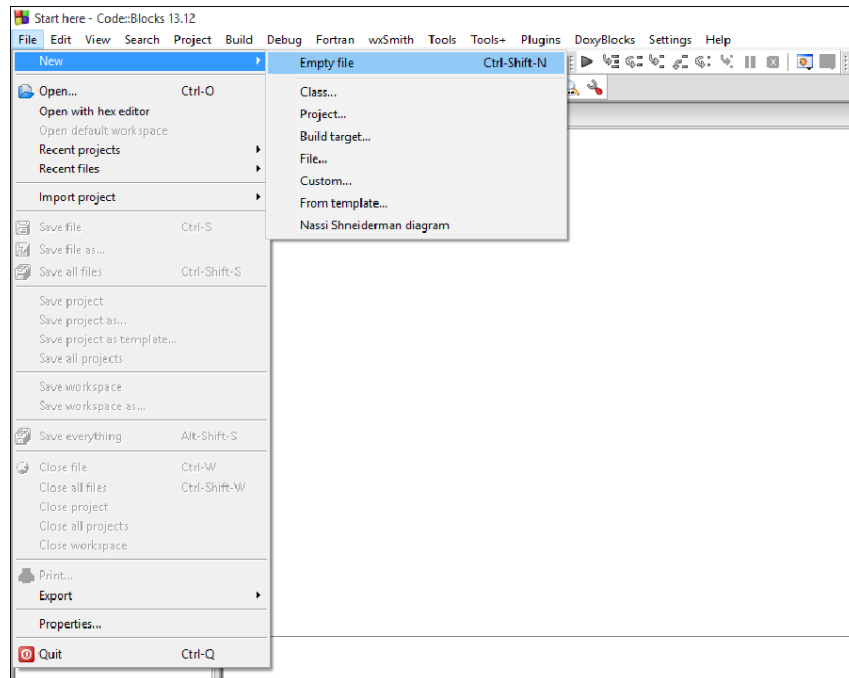 Start here - Code::Blocks 13.12
File Edit View Search Project Build Debug Fortran wxSmith Tools Tools+ Plugins DoxyBlocks Settings Help
New
Empty file Ctrl-Shift-N
Open... Ctrl-O
Open with hex editor
Open default workspace
Recent projects
Recent files
Import project
Class...
Project...
Build target...
File...
Custom...
From template...
Nassi Shneiderman diagram
Save file Ctrl-S
Save file as...
Save all files Ctrl-Shift-S
Save project
Save project as...
Save project as template...
Save all projects
Save workspace
Save workspace as...
Save everything Alt-Shift-S
Close file Ctrl-W
Close all files Ctrl-Shift-W
Close project
Close all projects
Close workspace
Print...
Export
Properties...
Quit Ctrl-Q